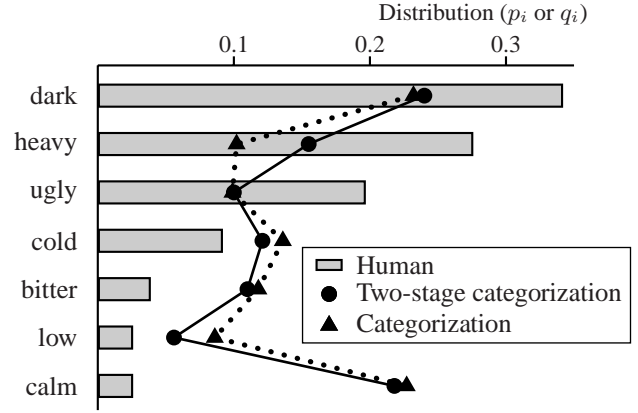 Distribution (pᵢ or qᵢ)
0.1 0.2 0.3
dark
heavy
ugly
cold
bitter
low
calm
Human
Two-stage categorization
Categorization